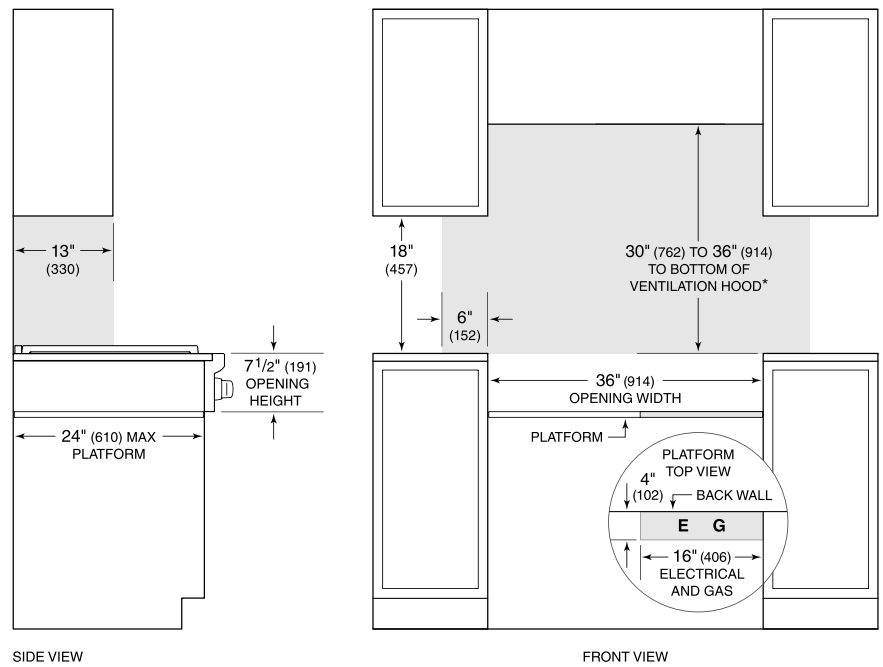 13"
(330)
7 1/2" (191)
OPENING
HEIGHT
24" (610) MAX
PLATFORM
SIDE VIEW
18"
(457)
30" (762) TO 36" (914)
TO BOTTOM OF
VENTILATION HOOD*
6"
(152)
36" (914)
OPENING WIDTH
PLATFORM
PLATFORM
TOP VIEW
4"
(102)
BACK WALL
E G
16" (406)
ELECTRICAL
AND GAS
FRONT VIEW